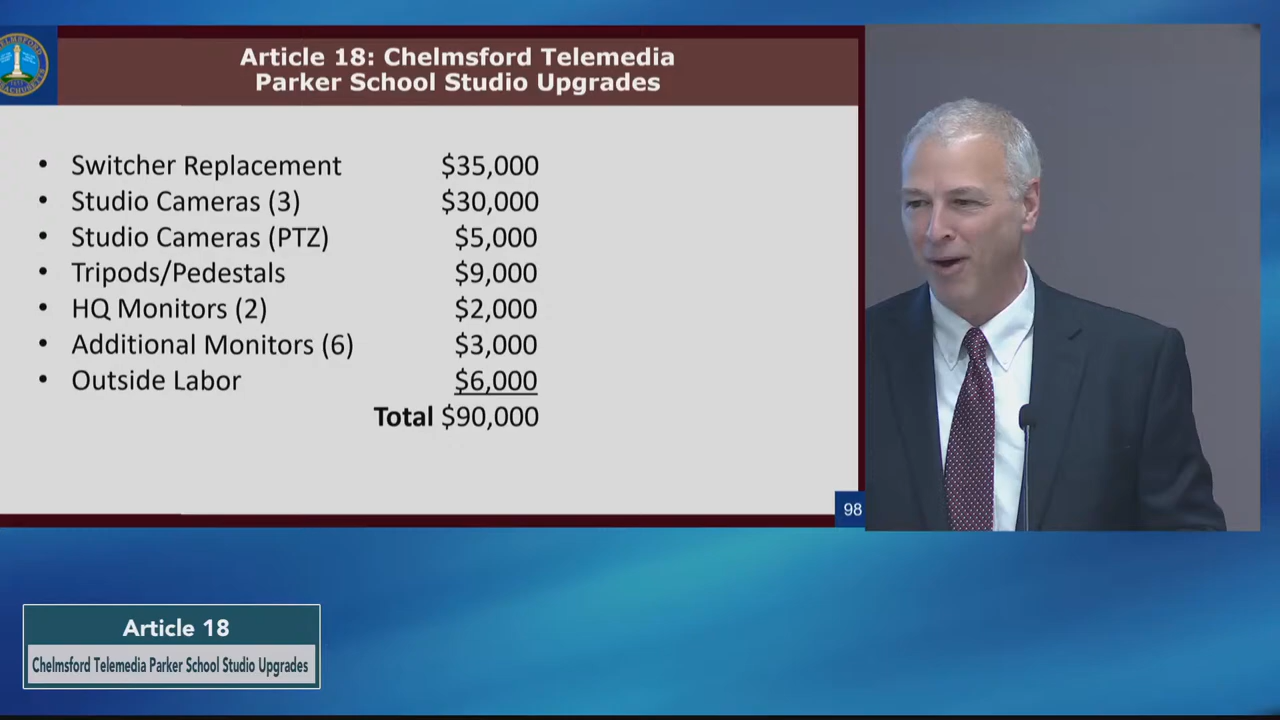 Article 18: Chelmsford Telemedia
Parker School Studio Upgrades
• Switcher Replacement $35,000
• Studio Cameras (3) $30,000
• Studio Cameras (PTZ) $5,000
• Tripods/Pedestals $9,000
• HQ Monitors (2) $2,000
• Additional Monitors (6) $3,000
• Outside Labor $6,000
Total $90,000
98
Article 18
Chelmsford Telemedia Parker School Studio Upgrades